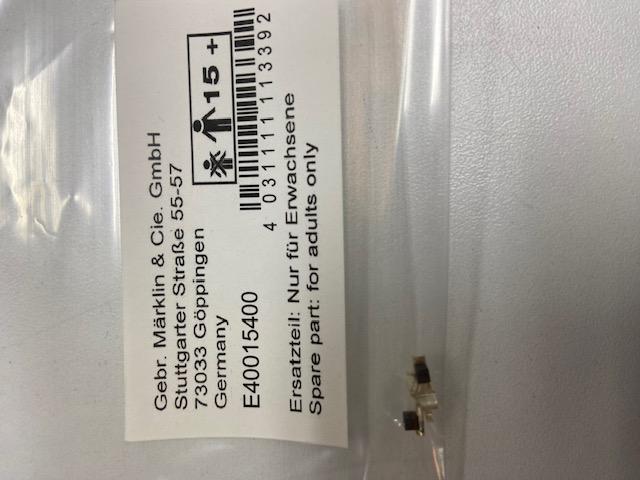 Gebr. Märklin & Cie. GmbH
Stuttgarter Straße 55-57
73033 Göppingen
Germany
15 +
E40015400
4 031111 113392
Ersatzteil: Nur für Erwachsene
Spare part: for adults only